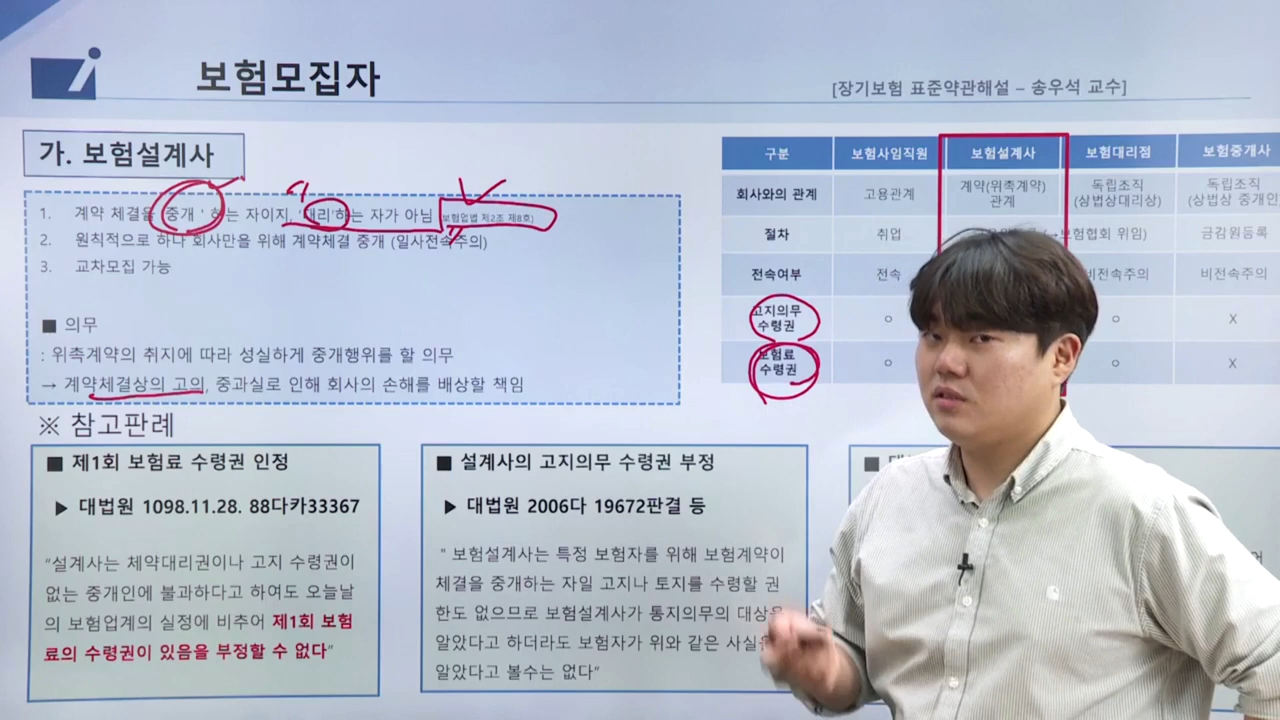 보험모집자
[장기보험 표준약관해설 – 송우석 교수]
가. 보험설계사
1. 계약 체결을 '중개'하는 자이지, '대리'하는 자가 아님 보험업법 제2조 제8호)
2. 원칙적으로 하나 회사만을 위해 계약체결 중개 (일사전속주의)
3. 교차모집 가능
■ 의무
: 위촉계약의 취지에 따라 성실하게 중개행위를 할 의무
→ 계약체결상의 고의, 중과실로 인해 회사의 손해를 배상할 책임
구분 보험사임직원 보험설계사 보험대리점 보험중개사
회사와의 관계 고용관계 계약(위촉계약) 관계 독립조직 (상법상대리상) 독립조직 (상법상 중개인
절차 취업 보험협회 위임) 금감원등록
전속여부 전속 비전속주의 비전속주의
고지의무 수령권 ○ ○ X
보험료 수령권 ○ ○ X
※ 참고판례
■ 제1회 보험료 수령권 인정
▶ 대법원 1098.11.28. 88다카33367
“설계사는 체약대리권이나 고지 수령권이
없는 중개인에 불과하다고 하여도 오늘날
의 보험업계의 실정에 비추어 제1회 보험
료의 수령권이 있음을 부정할 수 없다”
■ 설계사의 고지의무 수령권 부정
▶ 대법원 2006다 19672판결 등
" 보험설계사는 특정 보험자를 위해 보험계약이
체결을 중개하는 자일 고지나 토지를 수령할 권
한도 없으므로 보험설계사가 통지의무의 대상을
알았다고 하더라도 보험자가 위와 같은 사실을
알았다고 볼수는 없다”
■